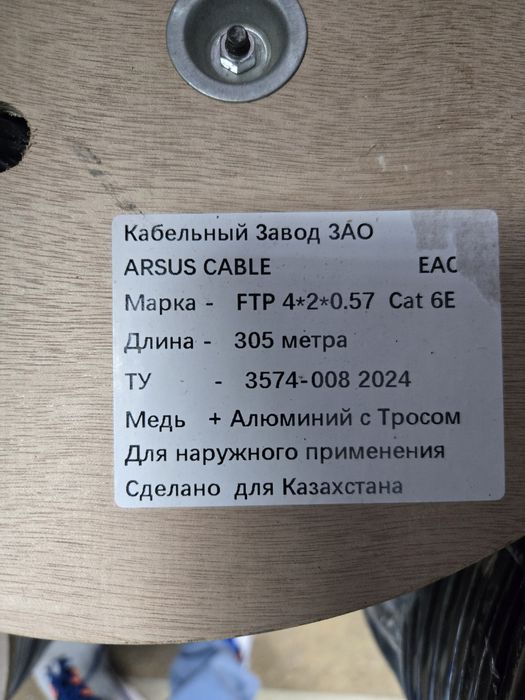 Кабельный Завод ЗАО
ARSUS CABLE EAC
Марка - FTP 4*2*0.57 Cat 6E
Длина - 305 метра
ТУ - 3574-008 2024
Медь + Алюминий с Тросом
Для наружного применения
Сделано для Казахстана